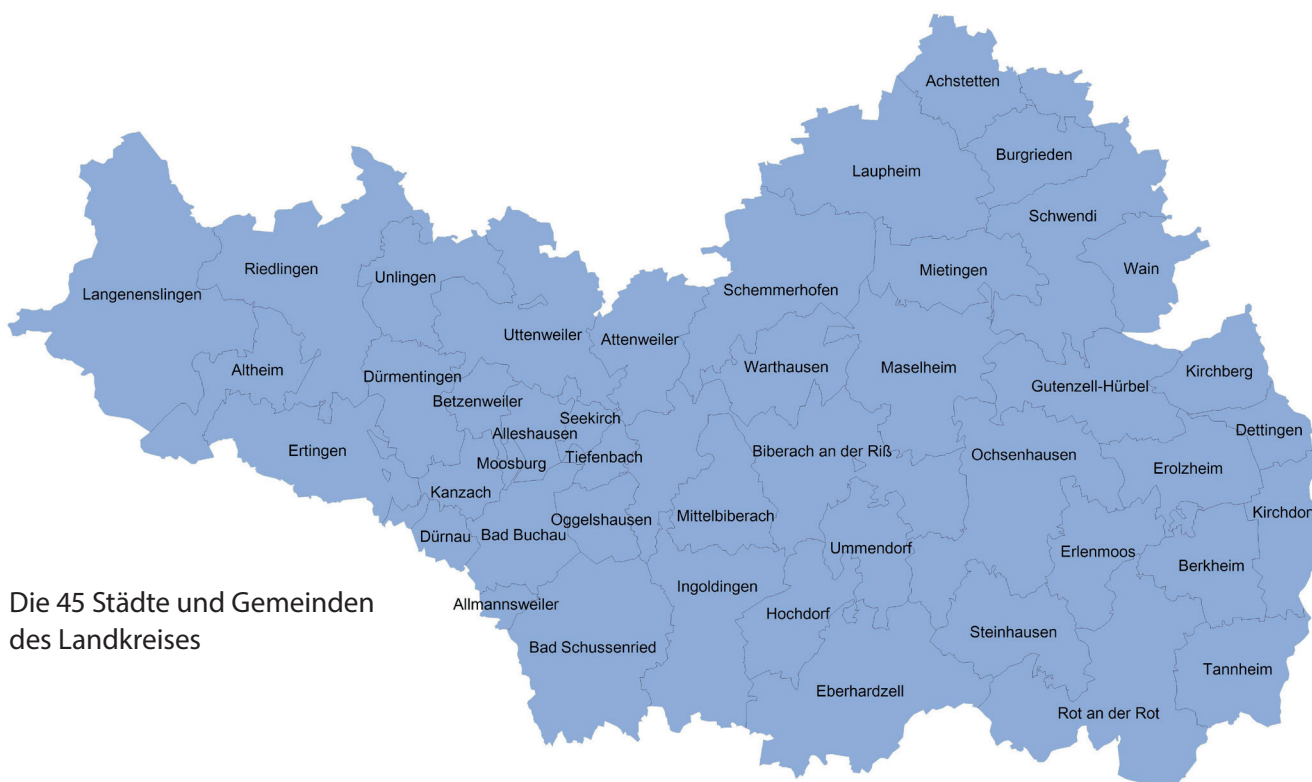 Achstetten
Burgrieden
Laupheim
Schwendi
Wain
Mietingen
Riedlingen
Unlingen
Langenenslingen
Schemmerhofen
Uttenweiler
Attenweiler
Warthausen
Maselheim
Altheim
Dürmentingen
Gutenzell-Hürbel
Kirchberg
Betzenweiler
Seekirch
Alleshausen
Dettingen
Ertingen
Biberach an der Riß
Ochsenhausen
Tiefenbach
Moosburg
Erolzheim
Kanzach
Oggelshausen
Mittelbiberach
Kirchdorf
Dürnau
Bad Buchau
Ummendorf
Erlenmoos
Berkheim
Ingoldingen
Allmannsweiler
Hochdorf
Die 45 Städte und Gemeinden
des Landkreises
Steinhausen
Bad Schussenried
Tannheim
Eberhardzell
Rot an der Rot